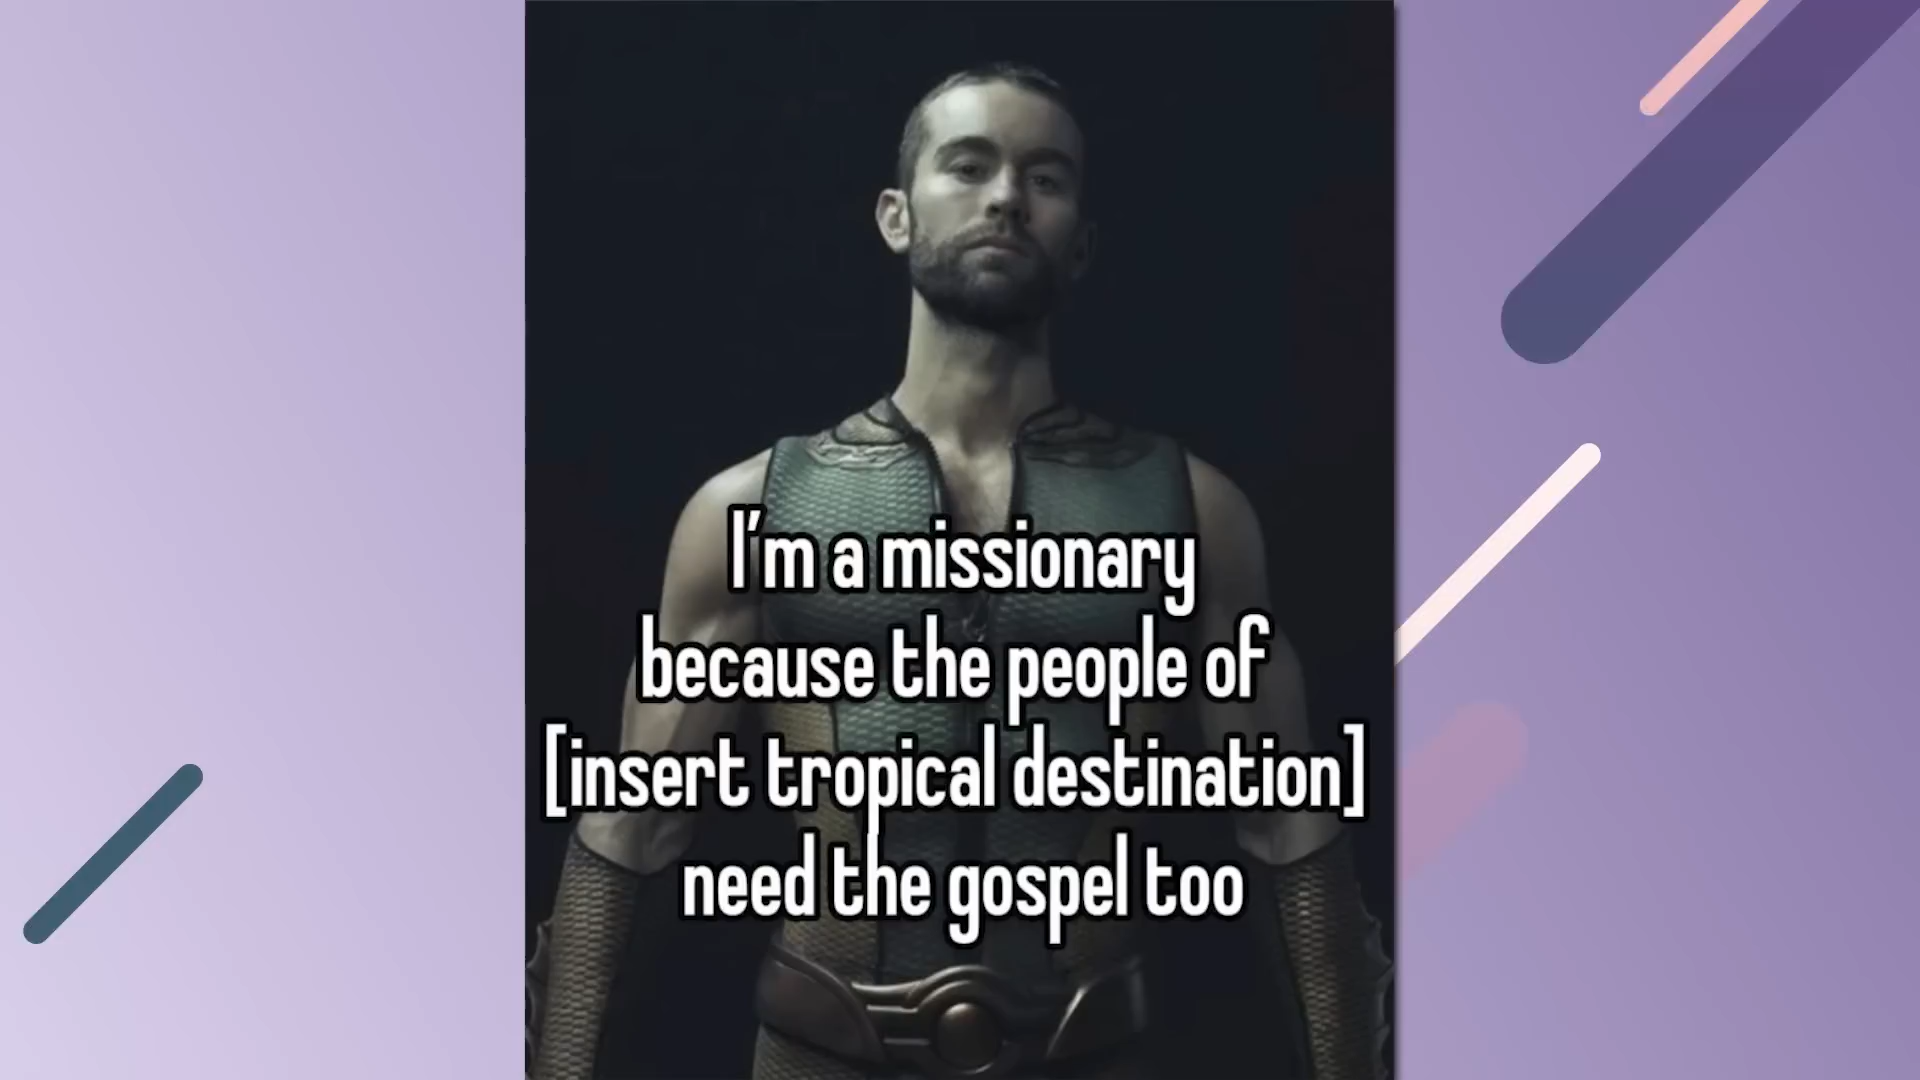 I'm a missionary
because the people of
[insert tropical destination]
need the gospel too